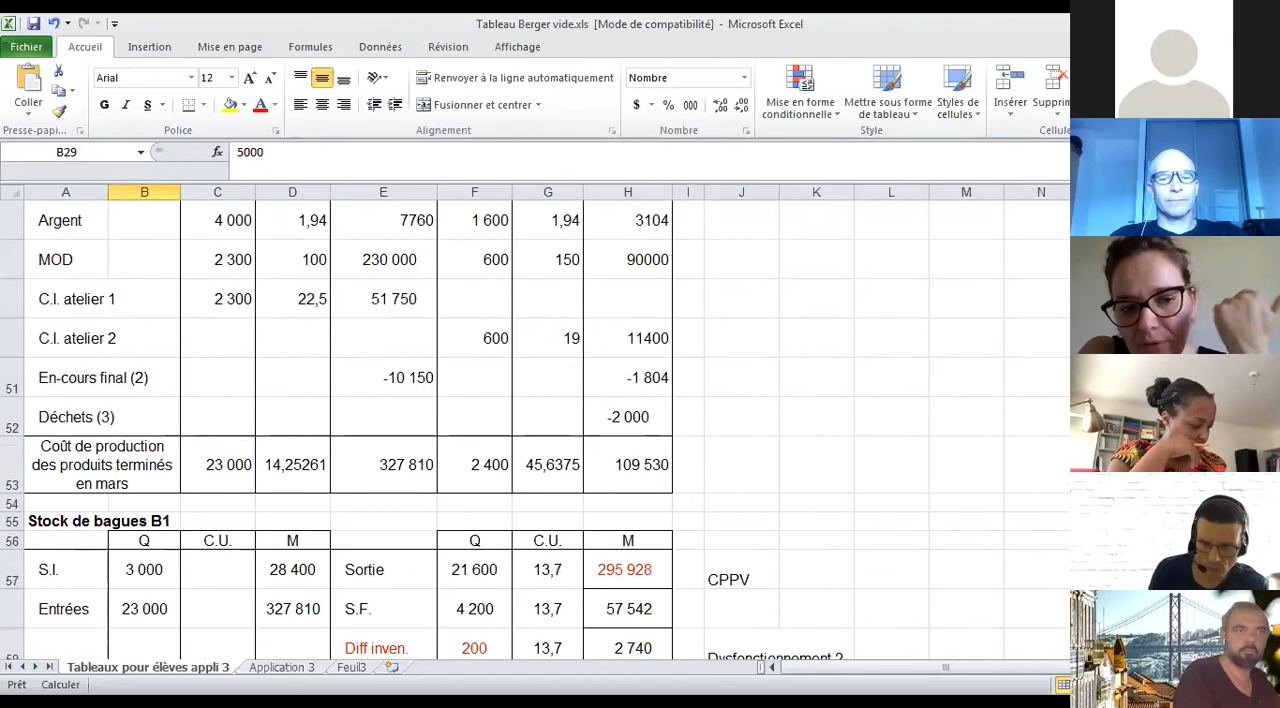 Tableau Berger vide.xls [Mode de compatibilité] - Microsoft Excel
Fichier Accueil Insertion Mise en page Formules Données Révision Affichage
Coller Arial 12 Renvoyer à la ligne automatiquement Nombre Mise en forme conditionnelle Mettre sous forme de tableau Styles de cellules Insérer Supprim
G I S Fusionner et centrer $ % 000
Presse-papi... Police Alignement Nombre Style Cellule
B29 fx 5000
A B C D E F G H I J K L M N
Argent 4 000 1,94 7760 1 600 1,94 3104
MOD 2 300 100 230 000 600 150 90000
C.I. atelier 1 2 300 22,5 51 750
C.I. atelier 2 600 19 11400
51 En-cours final (2) -10 150 -1 804
52 Déchets (3) -2 000
53 Coût de production des produits terminés en mars 23 000 14,25261 327 810 2 400 45,6375 109 530
54
55 Stock de bagues B1
56 Q C.U. M Q C.U. M
57 S.I. 3 000 28 400 Sortie 21 600 13,7 295 928 CPPV
Entrées 23 000 327 810 S.F. 4 200 13,7 57 542
Diff inven. 200 13,7 2 740
Tableaux pour élèves appli 3 Application 3 Feuil3
Prêt Calculer